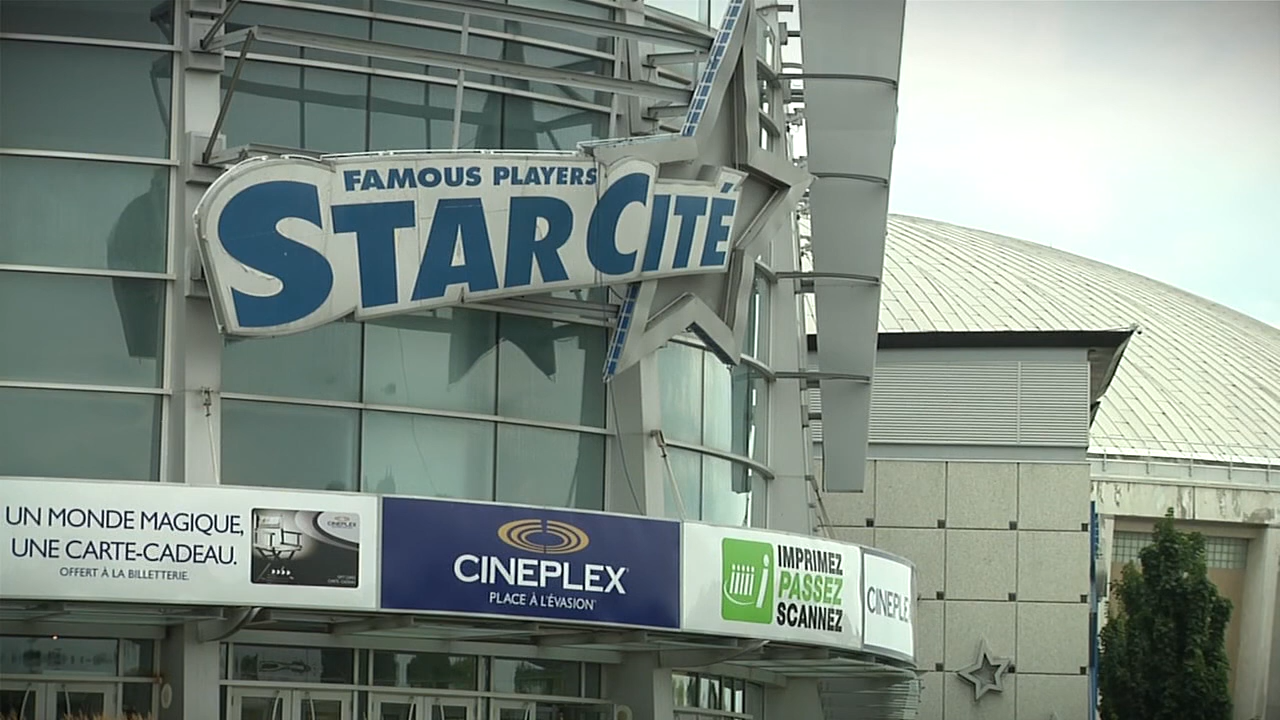 FAMOUS PLAYERS
STARCITÉ
UN MONDE MAGIQUE,
UNE CARTE-CADEAU.
OFFERT À LA BILLETTERIE.
CINEPLEX
CINEPLEX
PLACE À L'ÉVASION
IMPRIMEZ
PASSEZ
SCANNEZ
CINEPLE